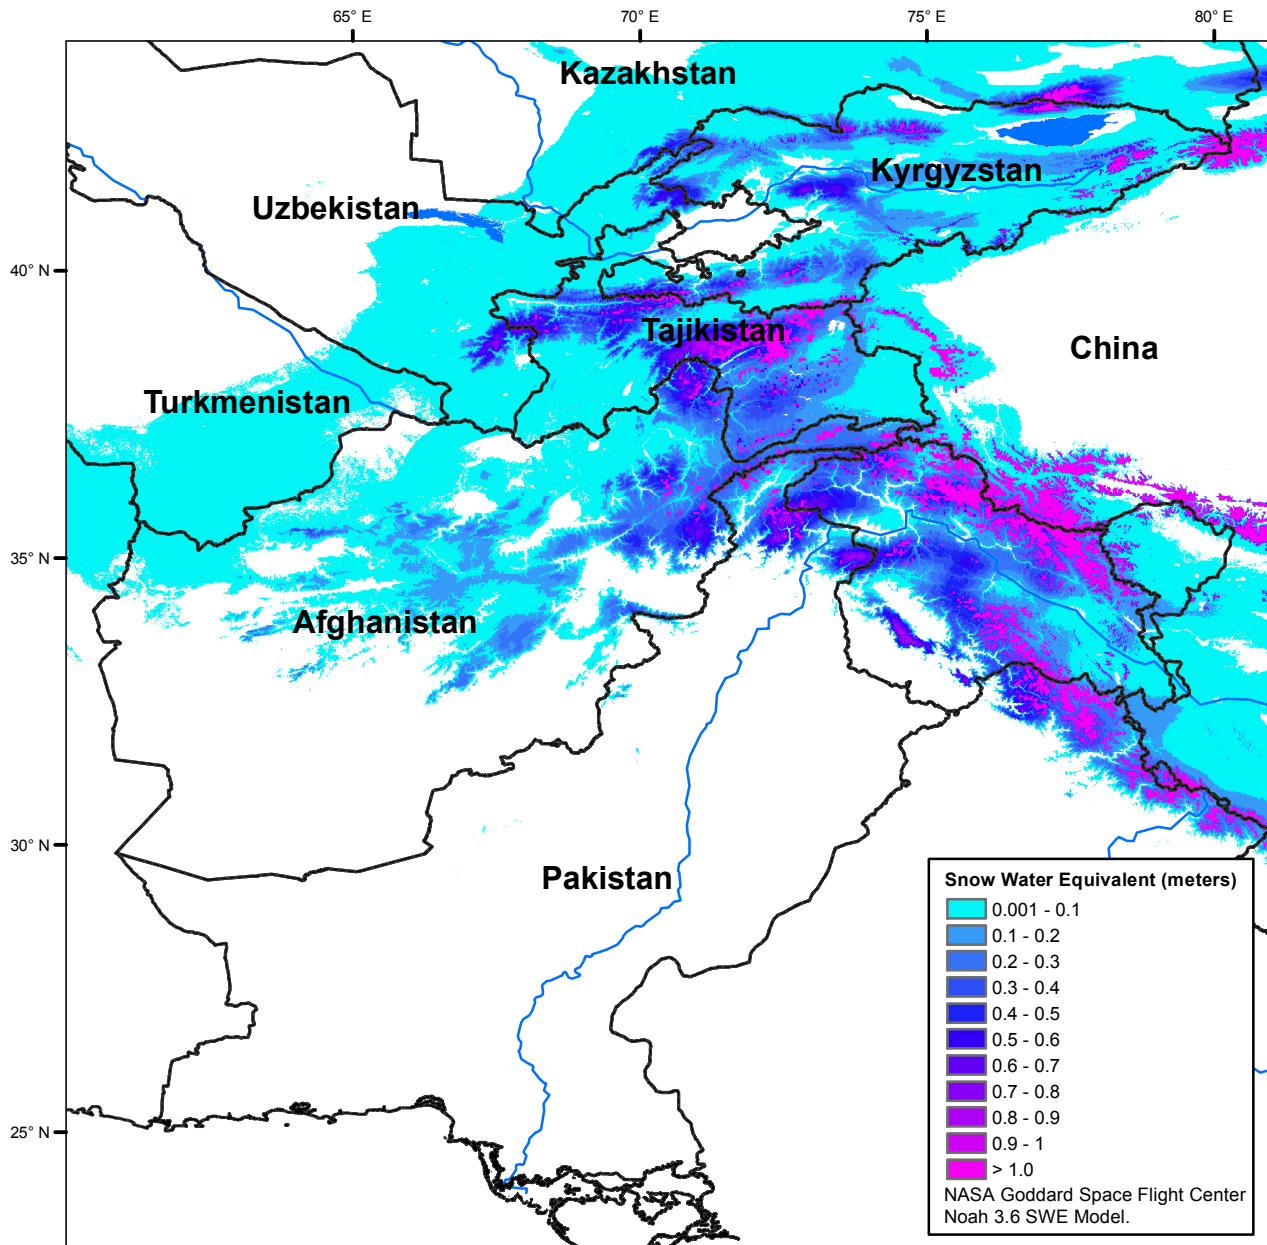 65° E
70° E
75° E
80° E
Kazakhstan
Kyrgyzstan
Uzbekistan
40° N
Tajikistan
China
Turkmenistan
35° N
Afghanistan
30° N
Pakistan
25° N
Snow Water Equivalent (meters)
0.001 - 0.1
0.1 - 0.2
0.2 - 0.3
0.3 - 0.4
0.4 - 0.5
0.5 - 0.6
0.6 - 0.7
0.7 - 0.8
0.8 - 0.9
0.9 - 1
> 1.0
NASA Goddard Space Flight Center
Noah 3.6 SWE Model.